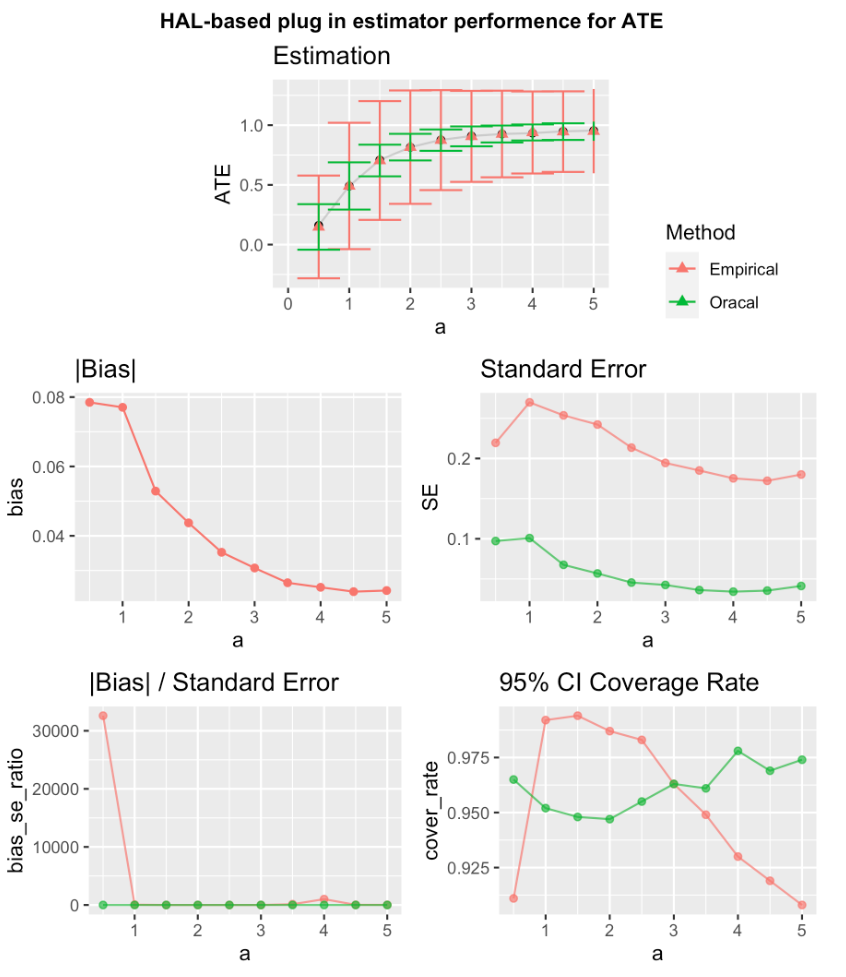 HAL-based plug in estimator performence for ATE
Estimation
ATE
1.0
0.5
0.0
0 1 2 3 4 5
a
Method
Empirical
Oracal
|Bias|
bias
0.08
0.06
0.04
1 2 3 4 5
a
Standard Error
SE
0.2
0.1
1 2 3 4 5
a
|Bias| / Standard Error
bias_se_ratio
30000
20000
10000
0
1 2 3 4 5
a
95% CI Coverage Rate
cover_rate
0.975
0.950
0.925
1 2 3 4 5
a